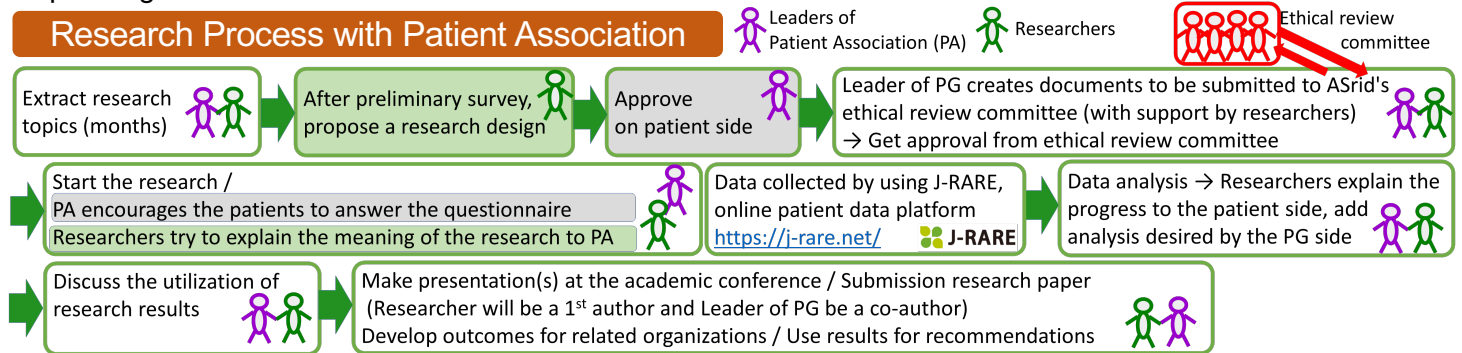 Research Process with Patient Association
Leaders of
Patient Association (PA)
Researchers
Ethical review
committee
Extract research
topics (months)
After preliminary survey,
propose a research design
Approve
on patient side
Leader of PG creates documents to be submitted to ASrid's
ethical review committee (with support by researchers)
→ Get approval from ethical review committee
Start the research /
PA encourages the patients to answer the questionnaire
Researchers try to explain the meaning of the research to PA
Data collected by using J-RARE,
online patient data platform
https://j-rare.net/
J-RARE
Data analysis → Researchers explain the
progress to the patient side, add
analysis desired by the PG side
Discuss the utilization of
research results
Make presentation(s) at the academic conference / Submission research paper
(Researcher will be a 1st author and Leader of PG be a co-author)
Develop outcomes for related organizations / Use results for recommendations